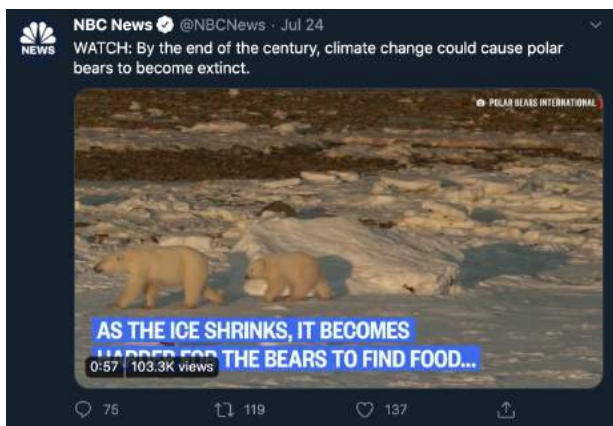 NBC News @NBCNews · Jul 24
NEWS
WATCH: By the end of the century, climate change could cause polar
bears to become extinct.
POLAR BEARS INTERNATIONAL
AS THE ICE SHRINKS, IT BECOMES
HARDER FOR THE BEARS TO FIND FOOD...
0:57 103.3K views
75 119 137